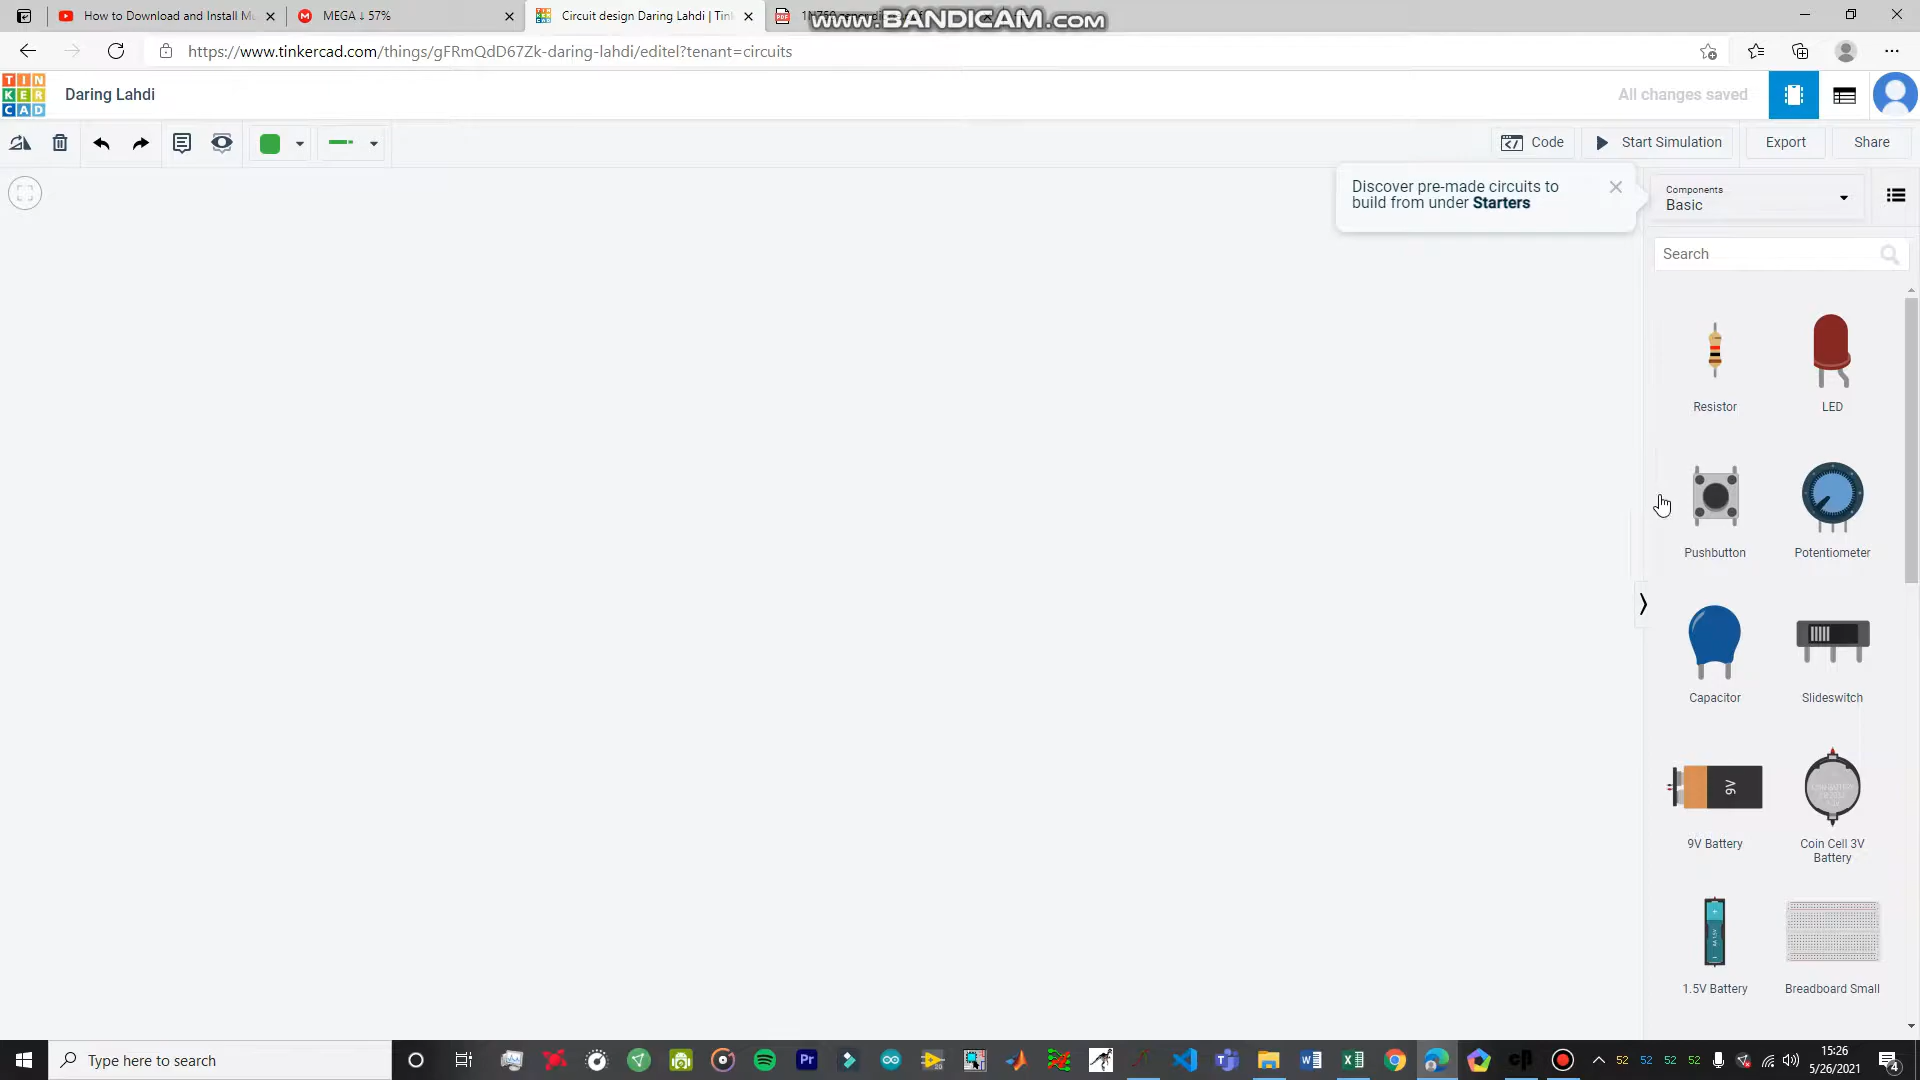 How to Download and Install Mu
MEGA ↓ 57%
Circuit design Daring Lahdi | Tin
www.BANDICAM.com
https://www.tinkercad.com/things/gFRmQdD67Zk-daring-lahdi/editel?tenant=circuits
TIN
KER
CAD
Daring Lahdi
All changes saved
Code
Start Simulation
Export
Share
Discover pre-made circuits to
build from under Starters
Components
Basic
Search
Resistor
LED
Pushbutton
Potentiometer
Capacitor
Slideswitch
9V
9V Battery
Coin Cell 3V
Battery
1.5V Battery
Breadboard Small
Type here to search
Pr
52
52
52
52
15:26
5/26/2021
4